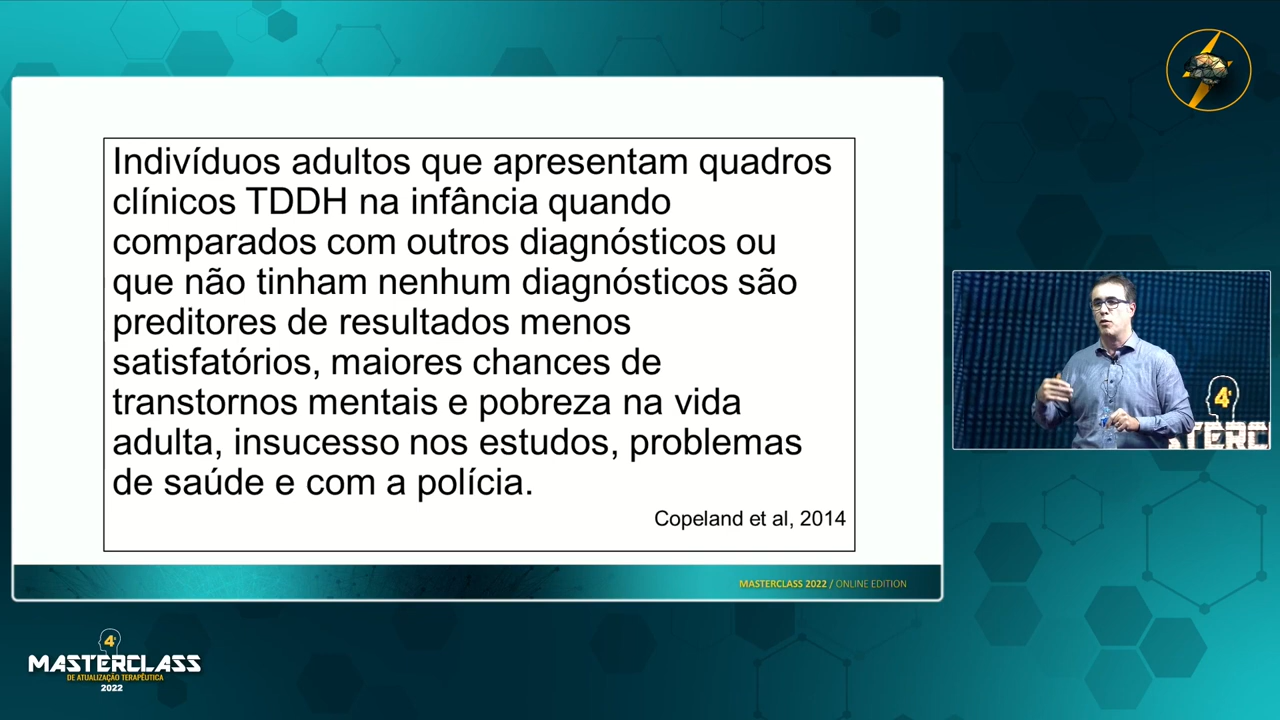 Indivíduos adultos que apresentam quadros
clínicos TDDH na infância quando
comparados com outros diagnósticos ou
que não tinham nenhum diagnósticos são
preditores de resultados menos
satisfatórios, maiores chances de
transtornos mentais e pobreza na vida
adulta, insucesso nos estudos, problemas
de saúde e com a polícia.
Copeland et al, 2014
MASTERCLASS 2022 / ONLINE EDITION
4ª
MASTERCLASS
DE ATUALIZAÇÃO TERAPÊUTICA
2022
4ª